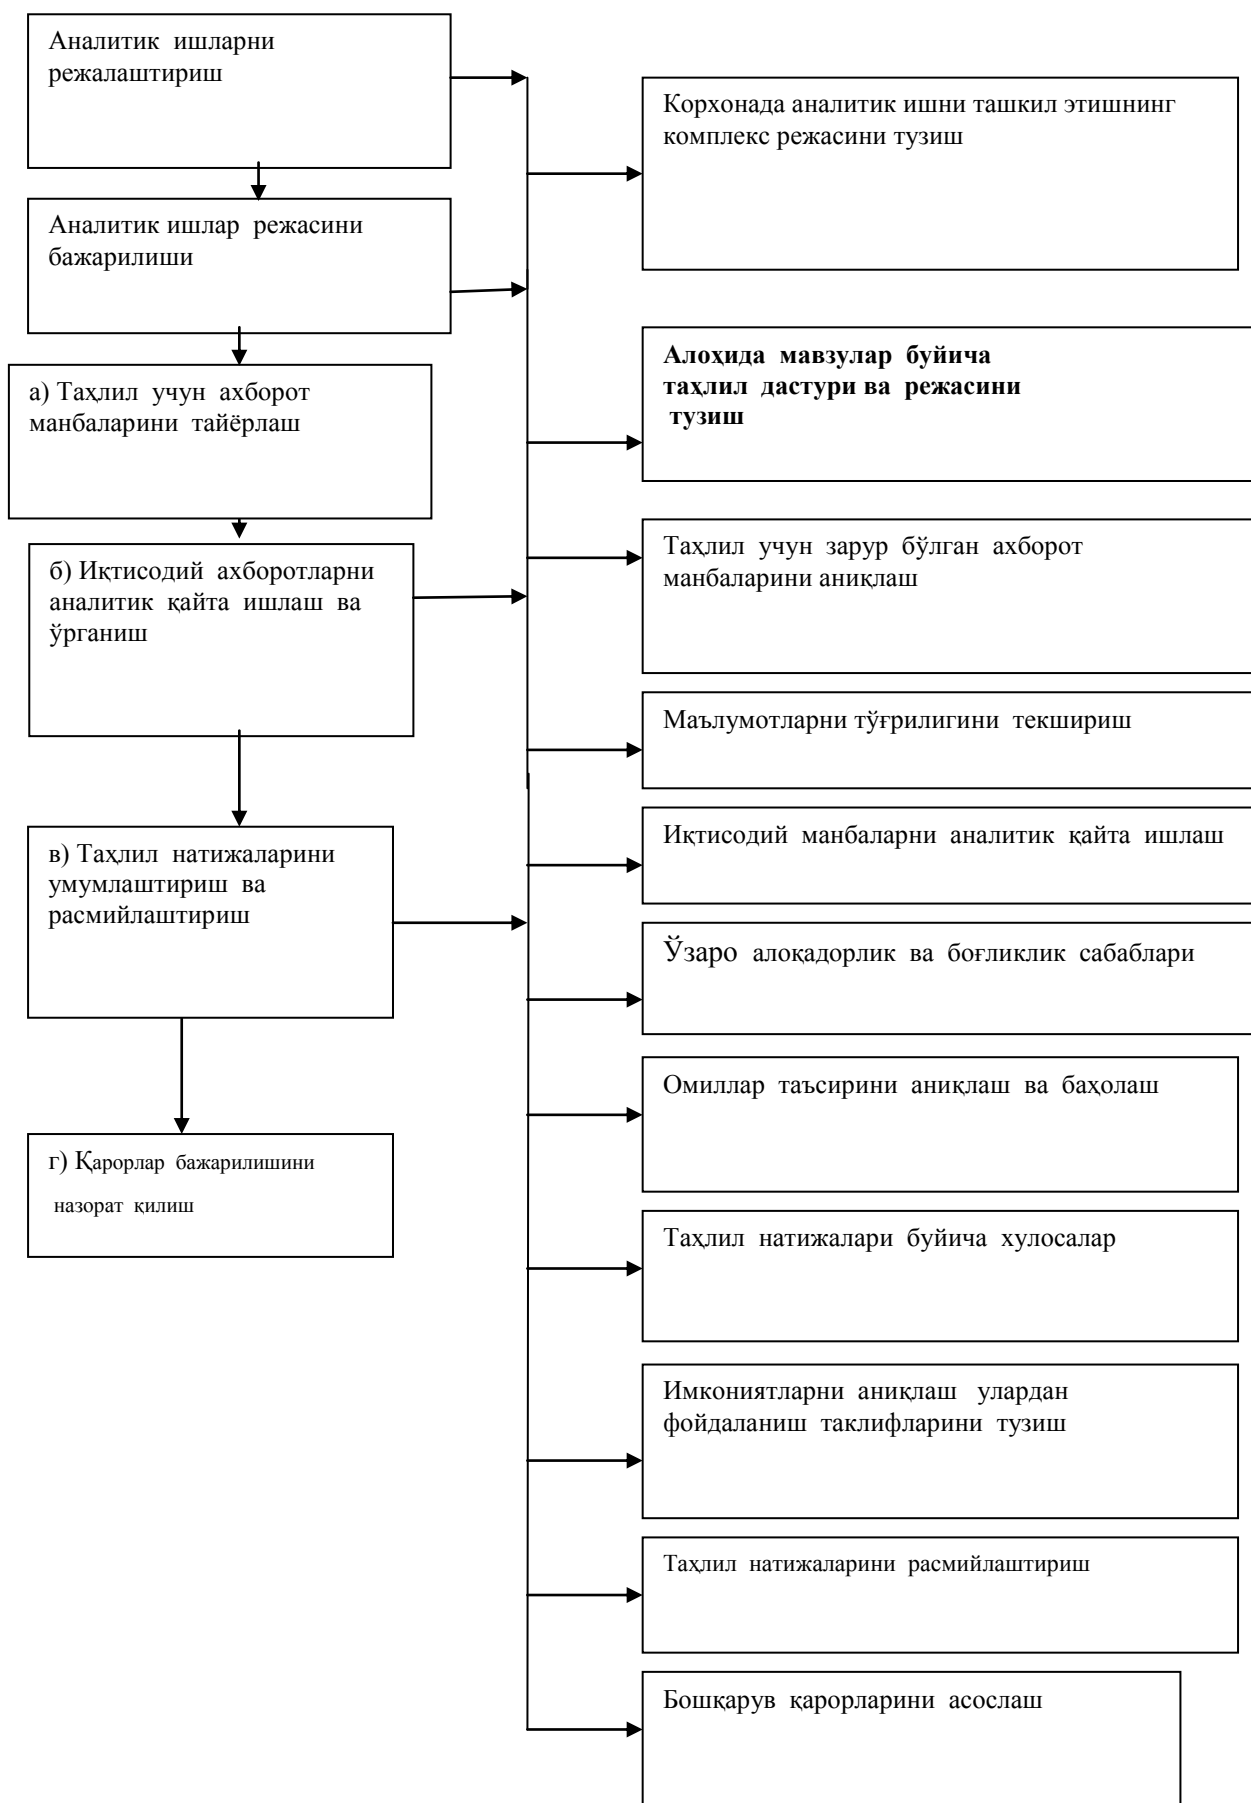 Аналитик ишларни
режалаштириш
Аналитик ишлар режасини
бажарилиши
а) Таҳлил учун ахборот
манбаларини тайёрлаш
б) Иқтисодий ахборотларни
аналитик қайта ишлаш ва
ўрганиш
в) Таҳлил натижаларини
умумлаштириш ва
расмийлаштириш
г) Қарорлар бажарилишини
назорат қилиш
Корхонада аналитик ишни ташкил этишнинг
комплекс режасини тузиш
Алоҳида мавзулар буйича
таҳлил дастури ва режасини
тузиш
Таҳлил учун зарур бўлган ахборот
манбаларини аниқлаш
Маълумотларни тўғрилигини текшириш
Иқтисодий манбаларни аналитик қайта ишлаш
Ўзаро алоқадорлик ва боғликлик сабаблари
Омиллар таъсирини аниқлаш ва баҳолаш
Таҳлил натижалари буйича хулосалар
Имкониятларни аниқлаш улардан
фойдаланиш таклифларини тузиш
Таҳлил натижаларини расмийлаштириш
Бошқарув қарорларини асослаш